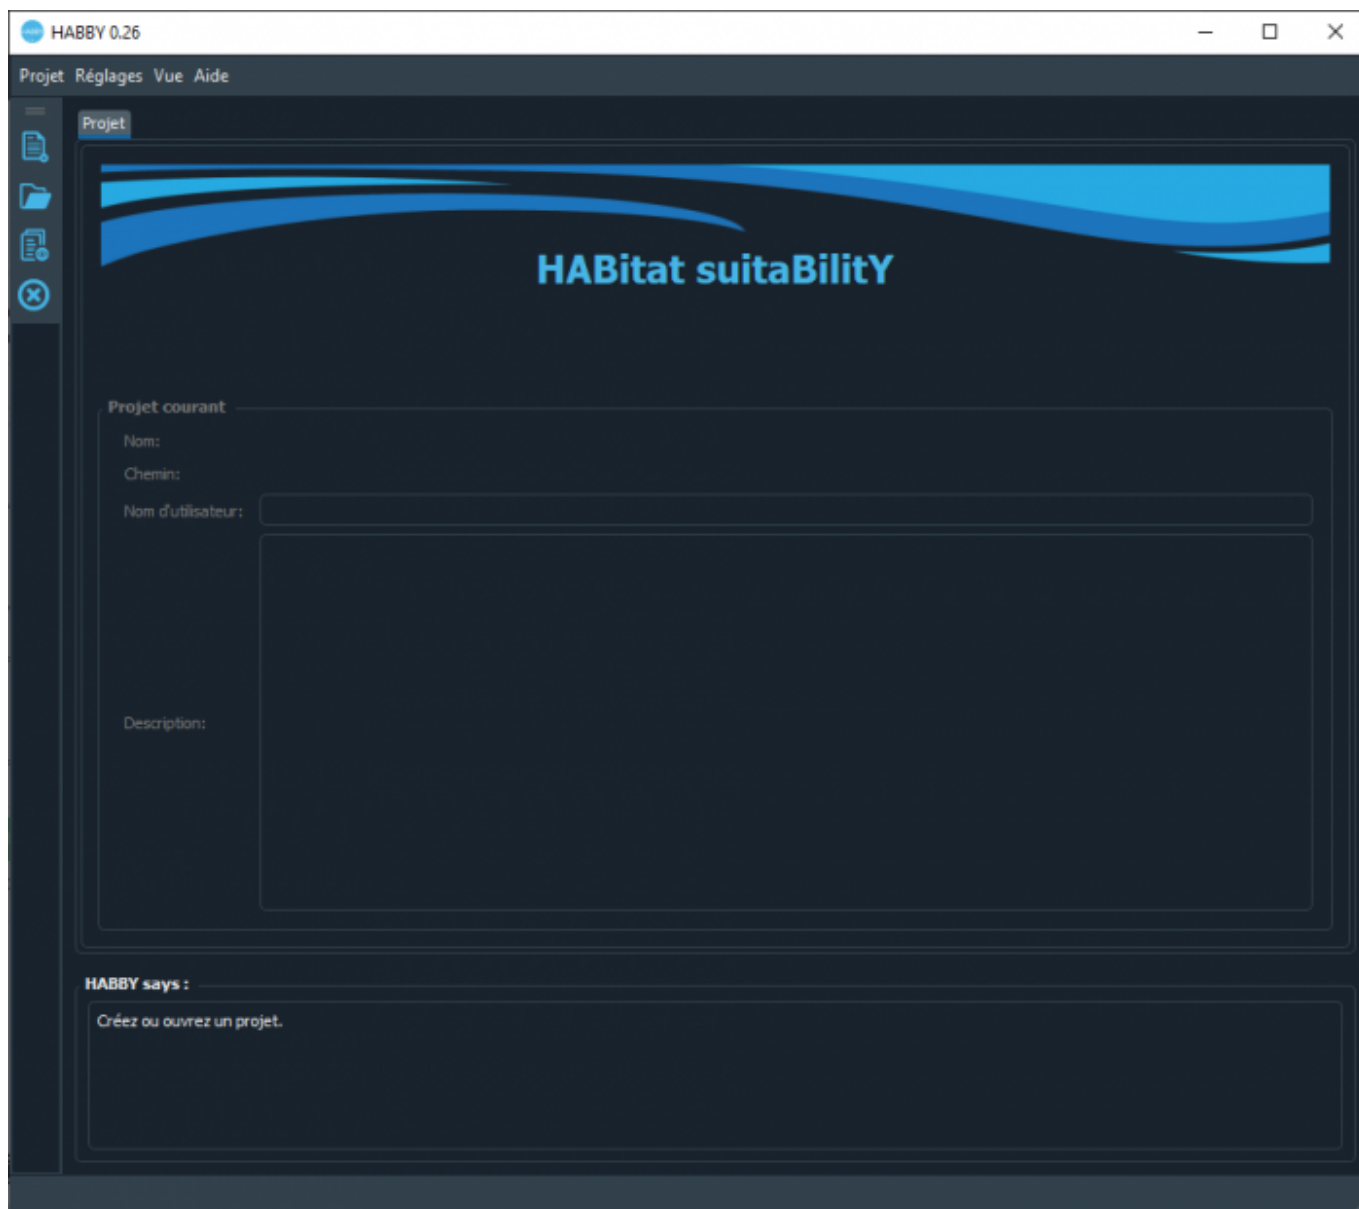 HABBY 0.26
Projet Réglages Vue Aide
Projet
HABitat suitaBilitY
Projet courant
Nom:
Chemin:
Nom d'utilisateur:
Description:
HABBY says :
Créez ou ouvrez un projet.